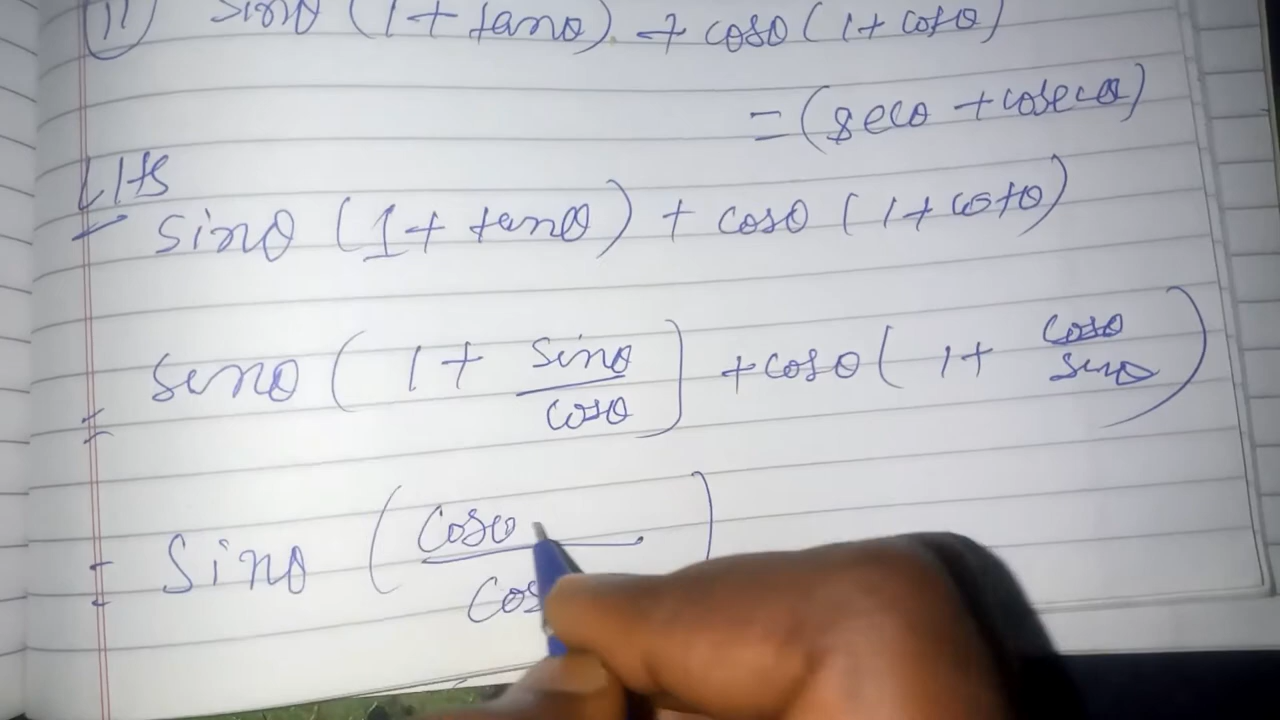 11) sinθ (1 + tanθ) + cosθ (1 + cotθ)
= (secθ + cosecθ)
LHS
= sinθ (1 + tanθ) + cosθ (1 + cotθ)
= sinθ ( 1 + sinθ/cosθ ) + cosθ ( 1 + cosθ/sinθ )
= Sinθ ( Cosθ / Cos )